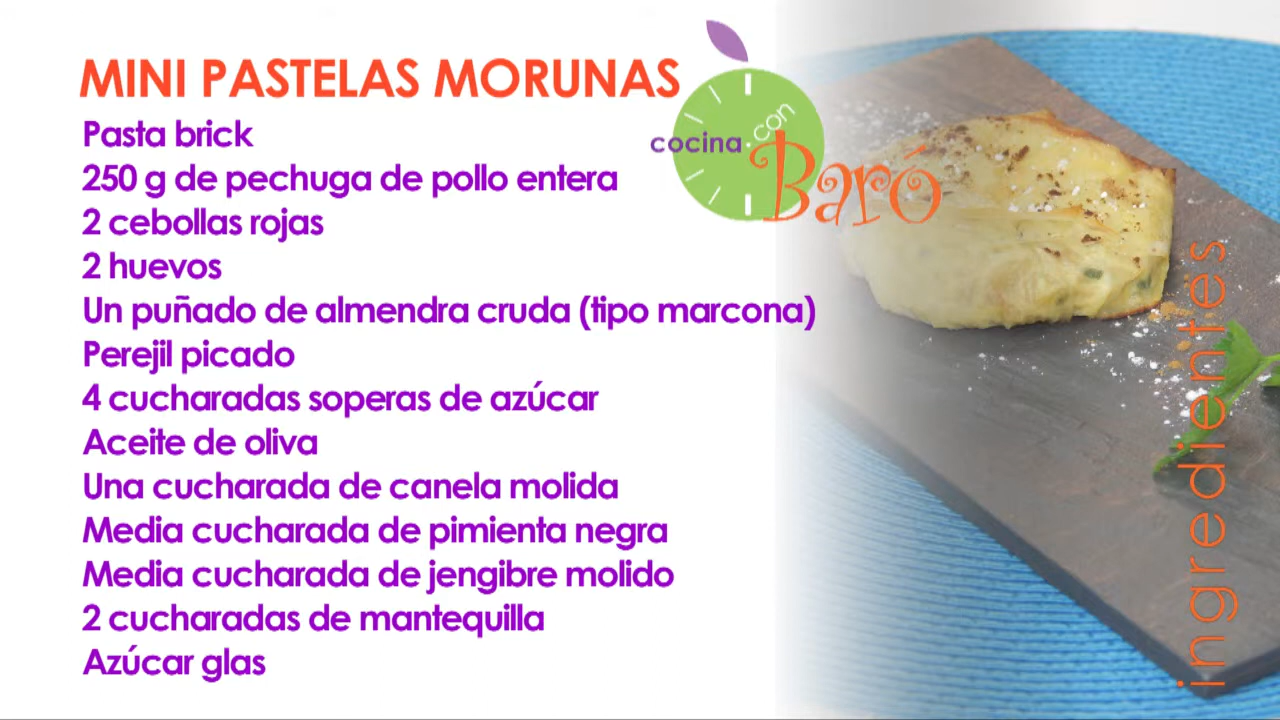 MINI PASTELAS MORUNAS
cocina con
Baró
Pasta brick
250 g de pechuga de pollo entera
2 cebollas rojas
2 huevos
Un puñado de almendra cruda (tipo marcona)
Perejil picado
4 cucharadas soperas de azúcar
Aceite de oliva
Una cucharada de canela molida
Media cucharada de pimienta negra
Media cucharada de jengibre molido
2 cucharadas de mantequilla
Azúcar glas
ingredientes